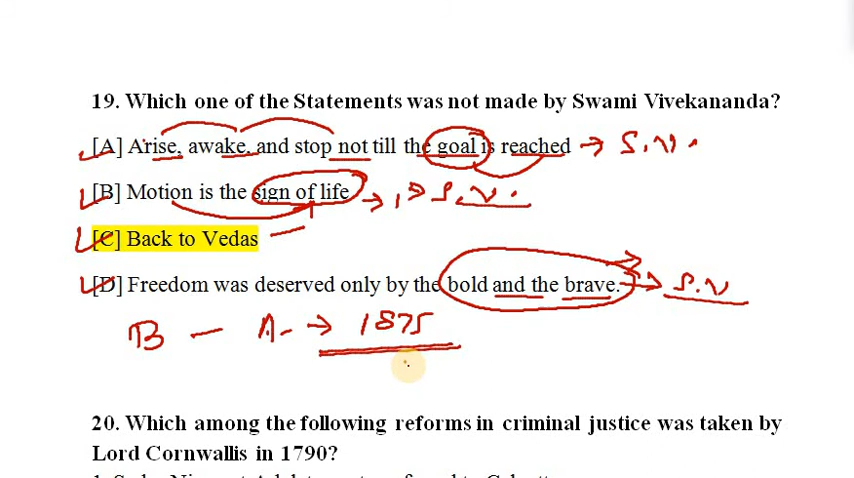 19. Which one of the Statements was not made by Swami Vivekananda?
[A] Arise, awake, and stop not till the goal is reached → S.V.
[B] Motion is the sign of life → S.V.
[C] Back to Vedas
[D] Freedom was deserved only by the bold and the brave. → S.V
B - A- → 1875
20. Which among the following reforms in criminal justice was taken by
Lord Cornwallis in 1790?